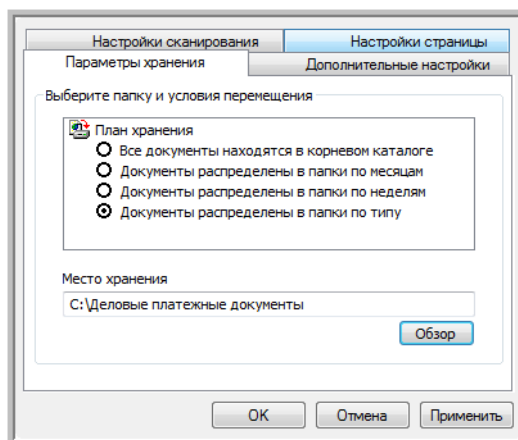 Настройки сканирования
Настройки страницы
Параметры хранения
Дополнительные настройки
Выберите папку и условия перемещения
План хранения
Все документы находятся в корневом каталоге
Документы распределены в папки по месяцам
Документы распределены в папки по неделям
Документы распределены в папки по типу
Место хранения
C:\Деловые платежные документы
Обзор
OK
Отмена
Применить